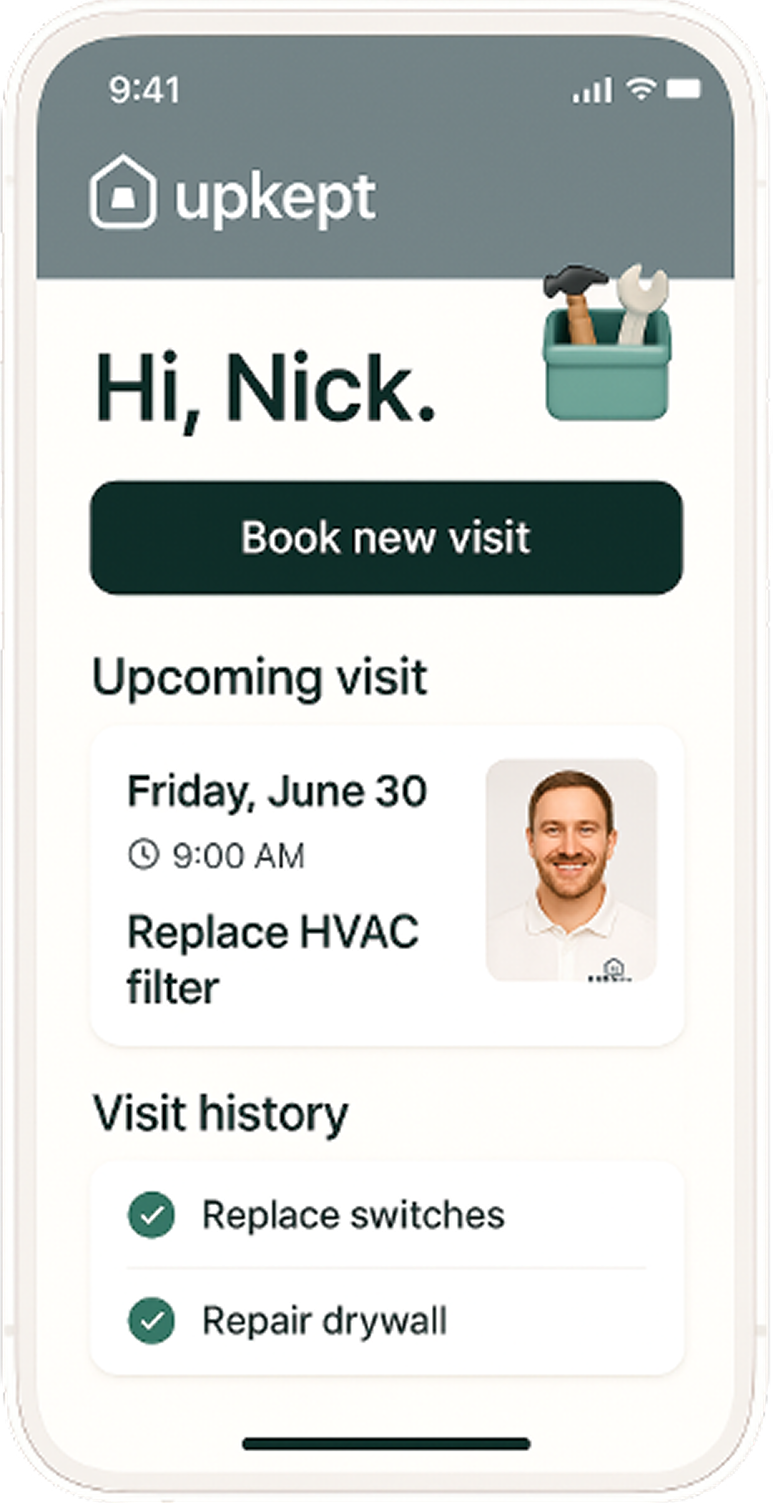 9:41
upkept
Hi, Nick.
Book new visit
Upcoming visit
Friday, June 30
9:00 AM
Replace HVAC
filter
Visit history
Replace switches
Repair drywall